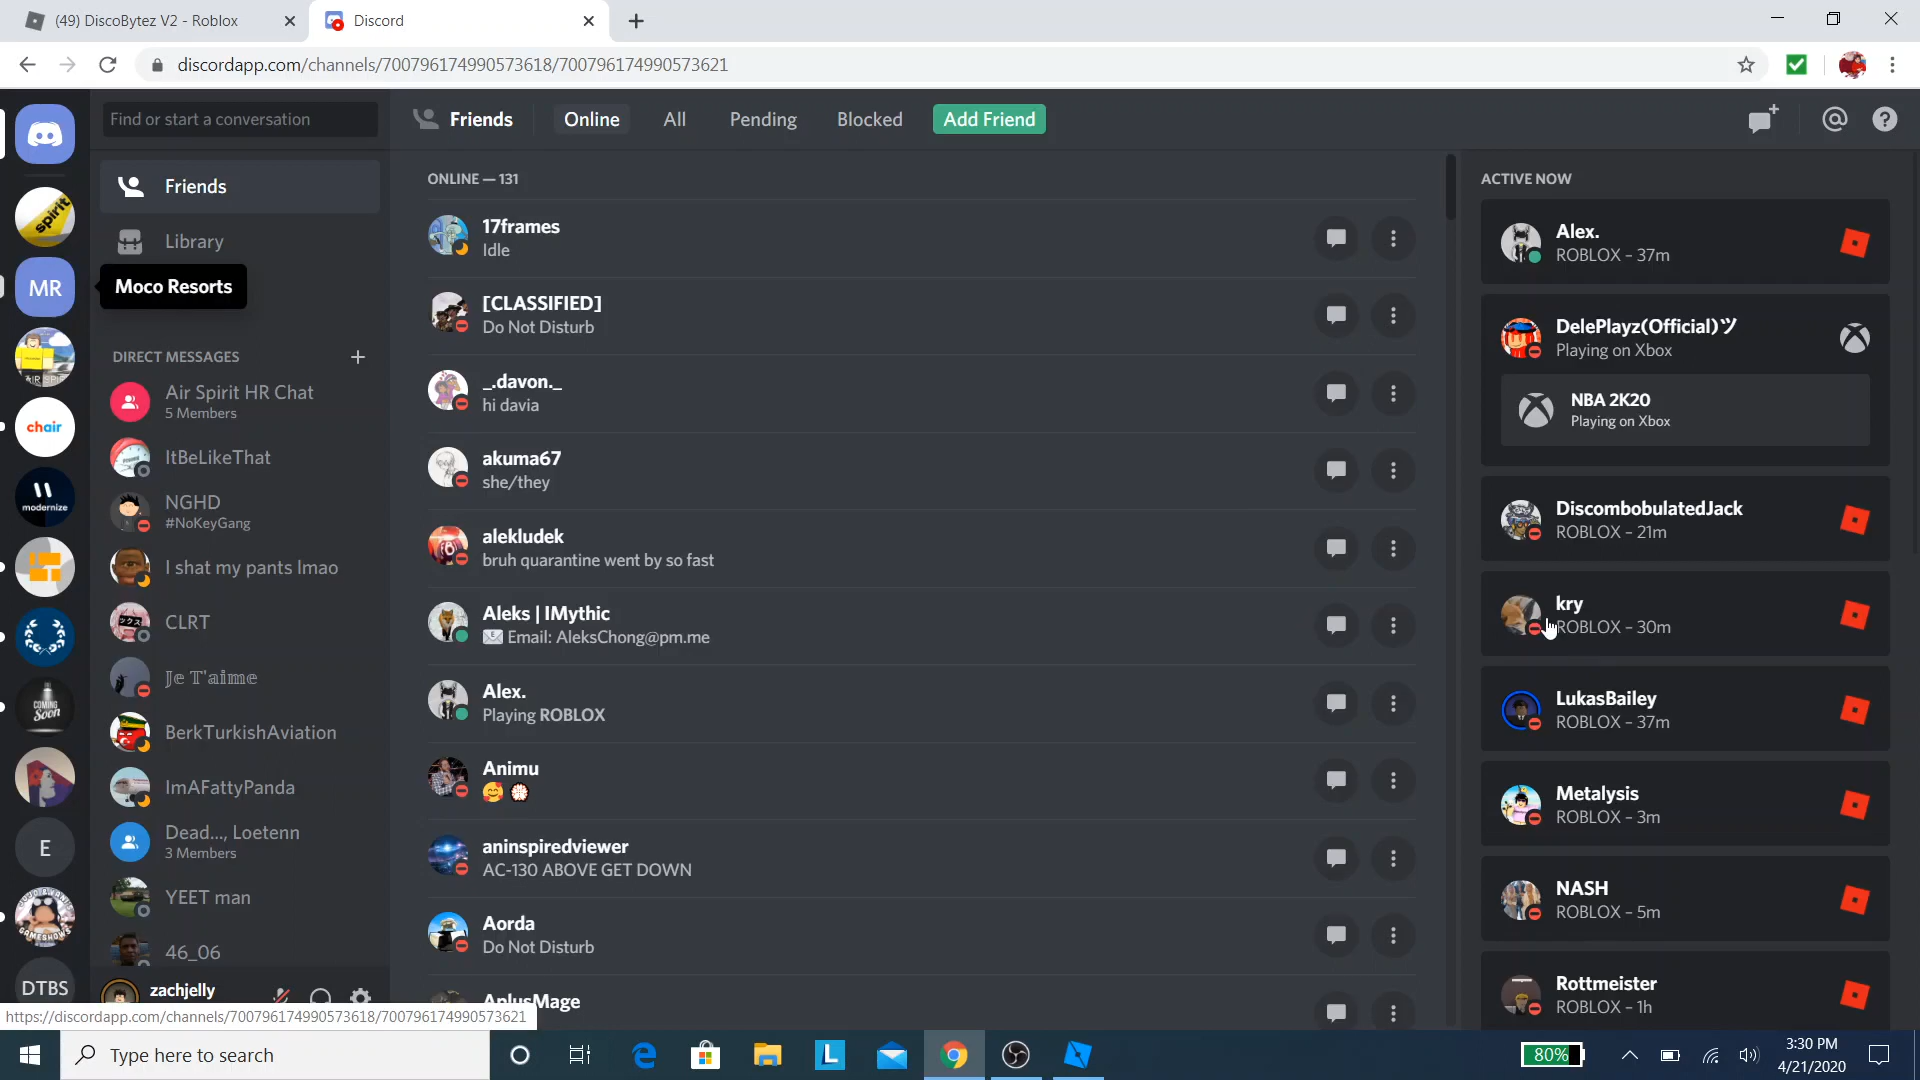 (49) DiscoBytez V2 - Roblox
Discord
discordapp.com/channels/700796174990573618/700796174990573621
Find or start a conversation
Friends
Online
All
Pending
Blocked
Add Friend
spirit
MR
AIR SPIRIT
chair
modernize
COMING
Soon
E
GAMESHOWS
DTBS
Friends
Library
Moco Resorts
DIRECT MESSAGES
Air Spirit HR Chat
5 Members
ItBeLikeThat
NGHD
#NoKeyGang
I shat my pants lmao
CLRT
𝕁𝕖 𝕋'𝕒𝕚𝕞𝕖
BerkTurkishAviation
ImAFattyPanda
Dead..., Loetenn
3 Members
YEET man
46_06
zachjelly
ONLINE — 131
17frames
Idle
[CLASSIFIED]
Do Not Disturb
_.davon._
hi davia
akuma67
she/they
alekludek
bruh quarantine went by so fast
Aleks | IMythic
📧 Email: AleksChong@pm.me
Alex.
Playing ROBLOX
Animu
aninspiredviewer
AC-130 ABOVE GET DOWN
Aorda
Do Not Disturb
AplusMage
ACTIVE NOW
Alex.
ROBLOX – 37m
DelePlayz(Official)ツ
Playing on Xbox
NBA 2K20
Playing on Xbox
DiscombobulatedJack
ROBLOX – 21m
kry
ROBLOX – 30m
LukasBailey
ROBLOX – 37m
Metalysis
ROBLOX – 3m
NASH
ROBLOX – 5m
Rottmeister
ROBLOX – 1h
https://discordapp.com/channels/700796174990573618/700796174990573621
Type here to search
L
80%
3:30 PM
4/21/2020